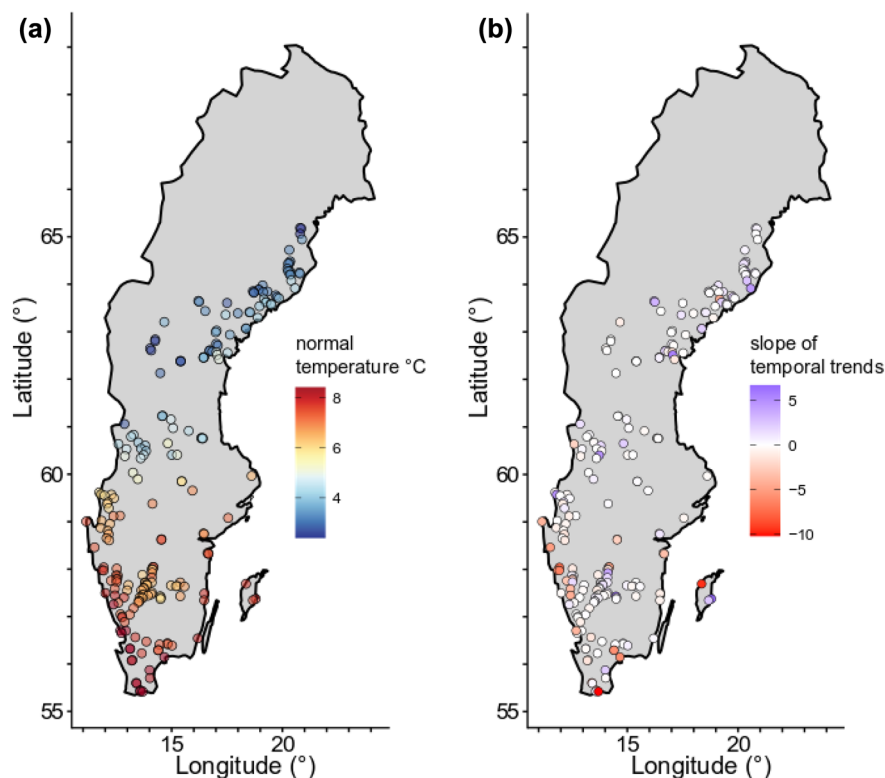 (a)
65
60
55
15
20
Latitude (°)
Longitude (°)
normal
temperature °C
8
6
4
(b)
65
60
55
15
20
Latitude (°)
Longitude (°)
slope of
temporal trends
5
0
−5
−10